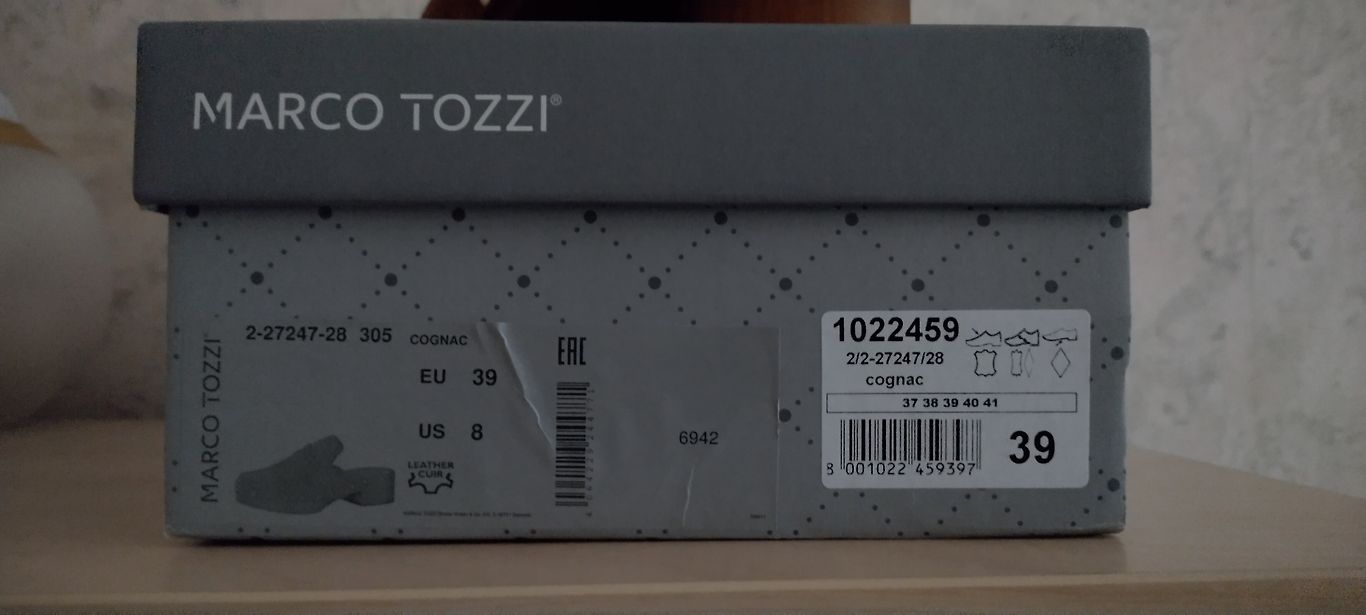 MARCO TOZZI®
MARCO TOZZI
2-27247-28 305 COGNAC
EU 39
US 8
LEATHER
CUIR
EAC
6942
1022459
2/2-27247/28
cognac
37 38 39 40 41
8 001022 459397
39